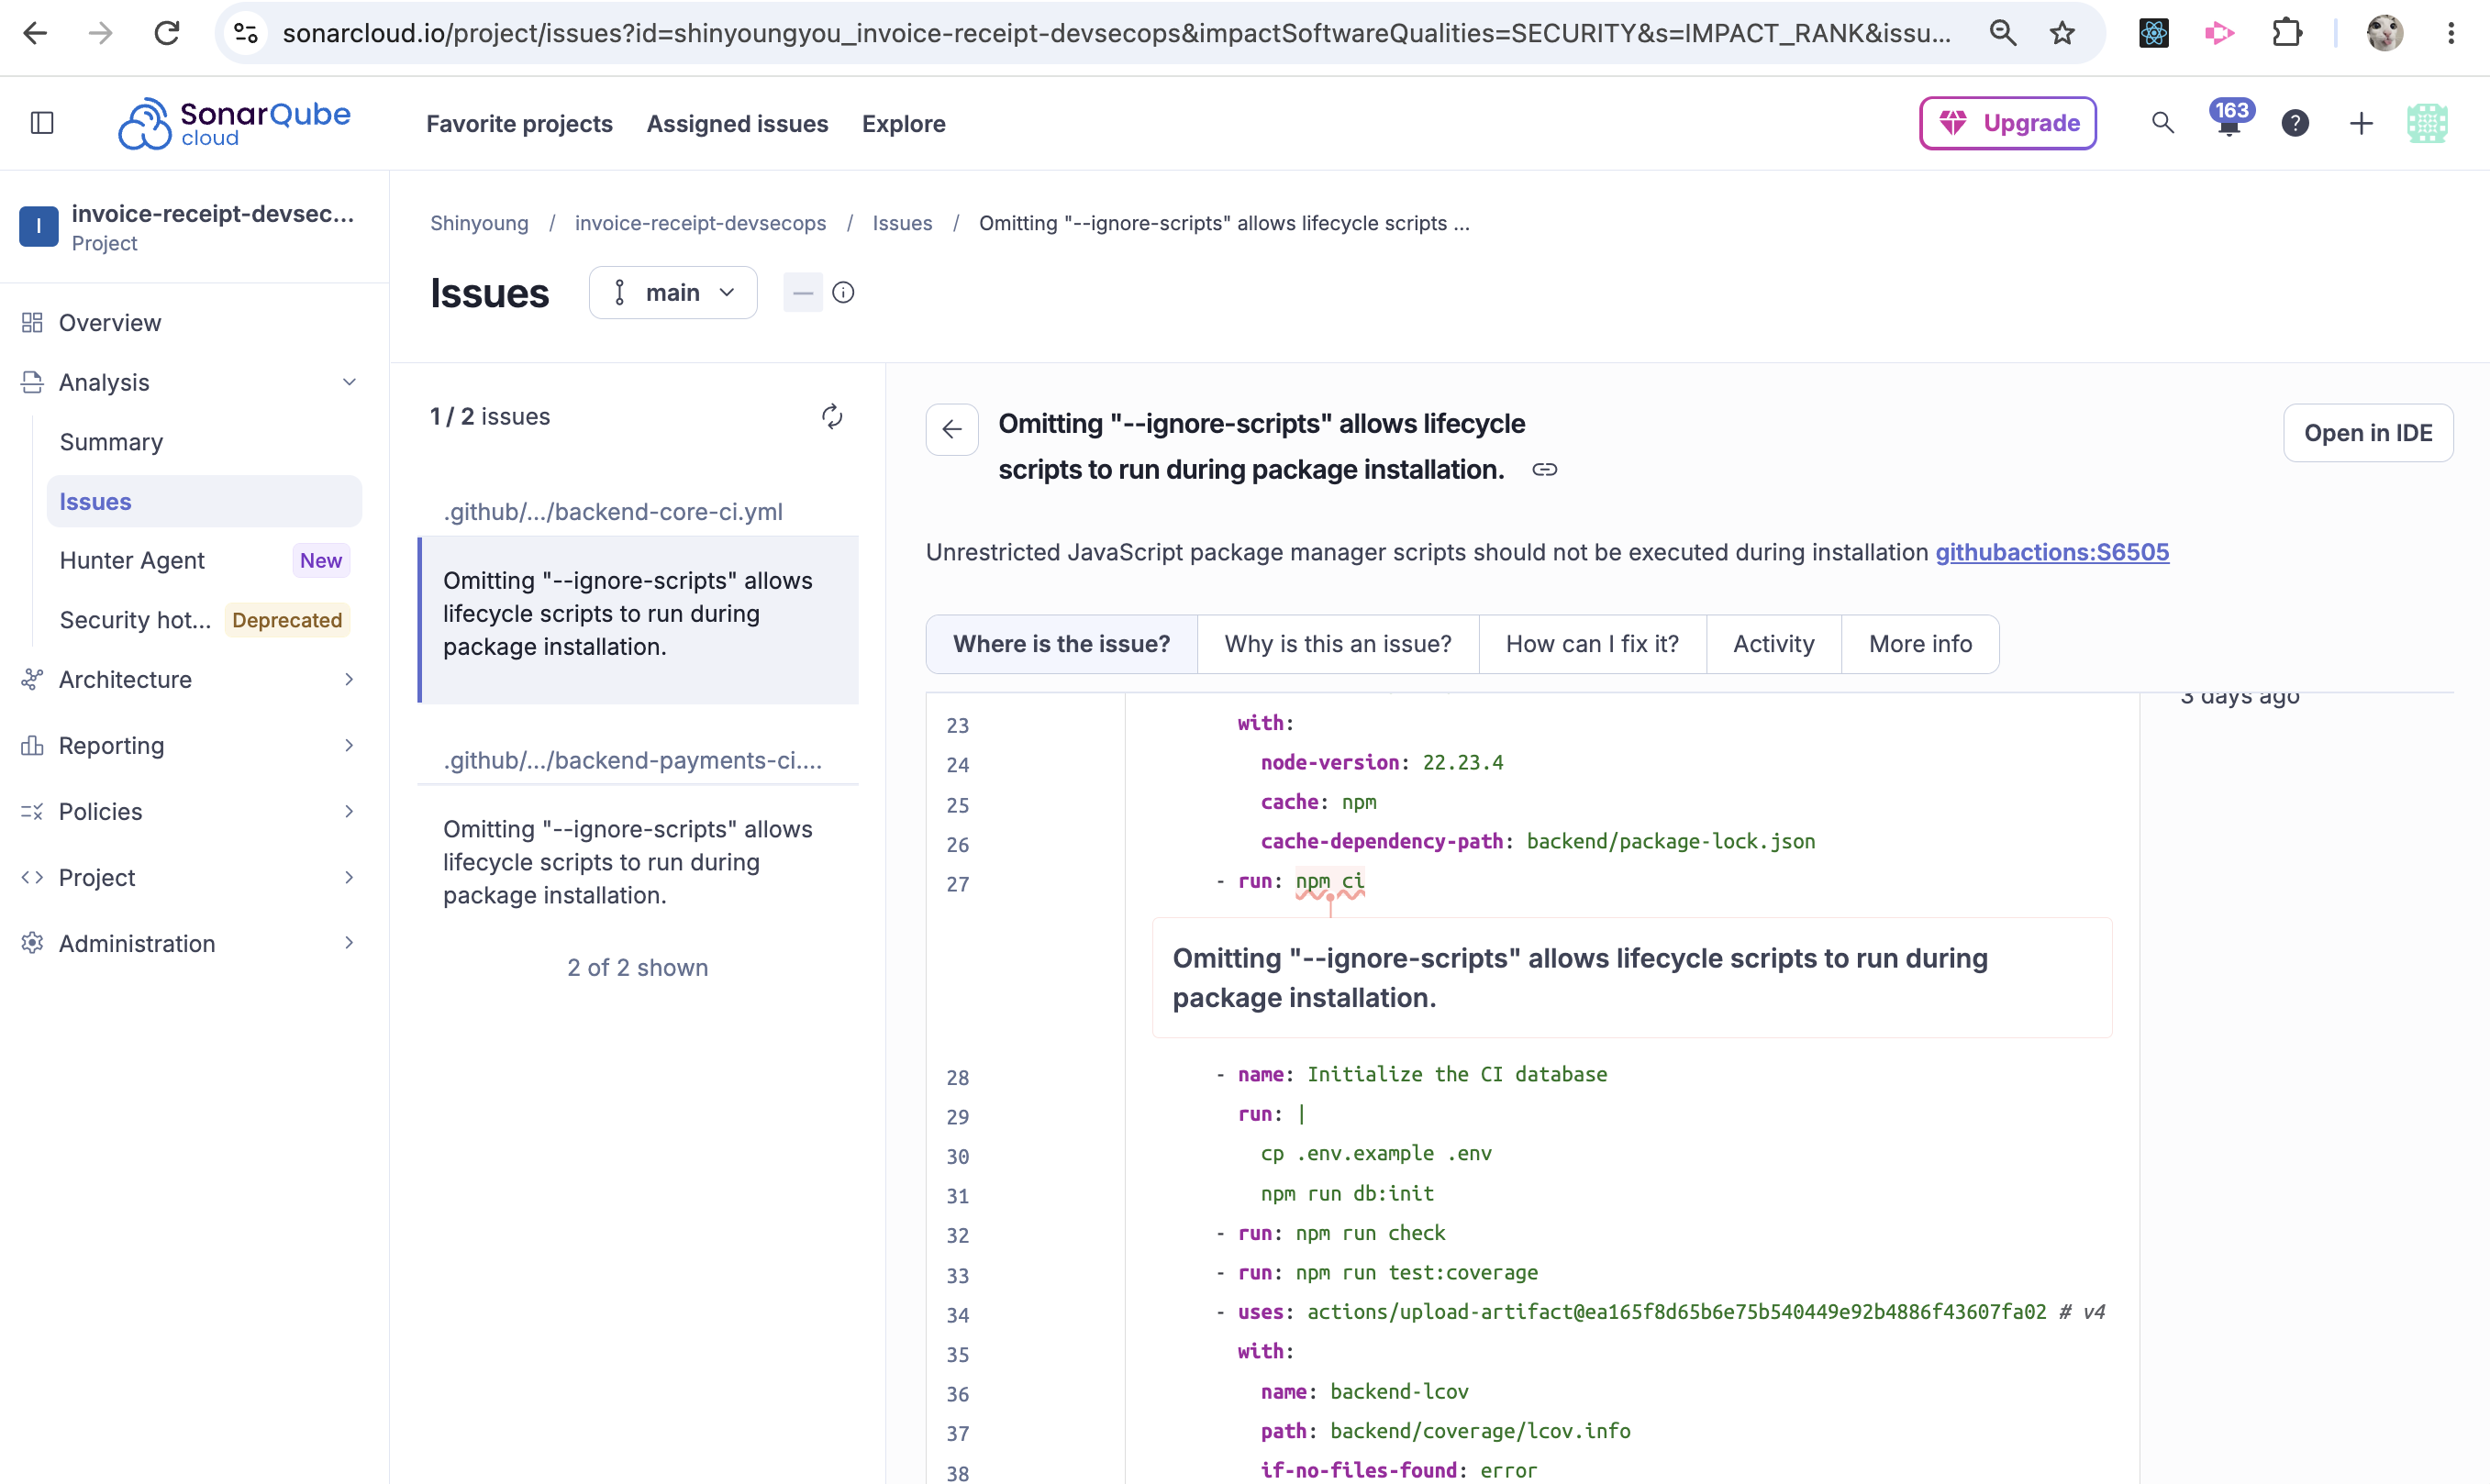 sonarcloud.io/project/issues?id=shinyoungyou_invoice-receipt-devsecops&impactSoftwareQualities=SECURITY&s=IMPACT_RANK&issu...
SonarQube
cloud
Favorite projects
Assigned issues
Explore
Upgrade
163
?
I
invoice-receipt-devsec...
Project
Overview
Analysis
Summary
Issues
Hunter Agent
New
Security hot...
Deprecated
Architecture
Reporting
Policies
Project
Administration
Shinyoung / invoice-receipt-devsecops / Issues / Omitting "--ignore-scripts" allows lifecycle scripts ...
Issues
main
—
1 / 2 issues
.github/.../backend-core-ci.yml
Omitting "--ignore-scripts" allows
lifecycle scripts to run during
package installation.
.github/.../backend-payments-ci....
Omitting "--ignore-scripts" allows
lifecycle scripts to run during
package installation.
2 of 2 shown
Omitting "--ignore-scripts" allows lifecycle
scripts to run during package installation.
Open in IDE
Unrestricted JavaScript package manager scripts should not be executed during installation githubactions:S6505
Where is the issue?
Why is this an issue?
How can I fix it?
Activity
More info
3 days ago
23 with:
24 node-version: 22.23.4
25 cache: npm
26 cache-dependency-path: backend/package-lock.json
27 - run: npm ci
Omitting "--ignore-scripts" allows lifecycle scripts to run during
package installation.
28 - name: Initialize the CI database
29 run: |
30 cp .env.example .env
31 npm run db:init
32 - run: npm run check
33 - run: npm run test:coverage
34 - uses: actions/upload-artifact@ea165f8d65b6e75b540449e92b4886f43607fa02 # v4
35 with:
36 name: backend-lcov
37 path: backend/coverage/lcov.info
38 if-no-files-found: error